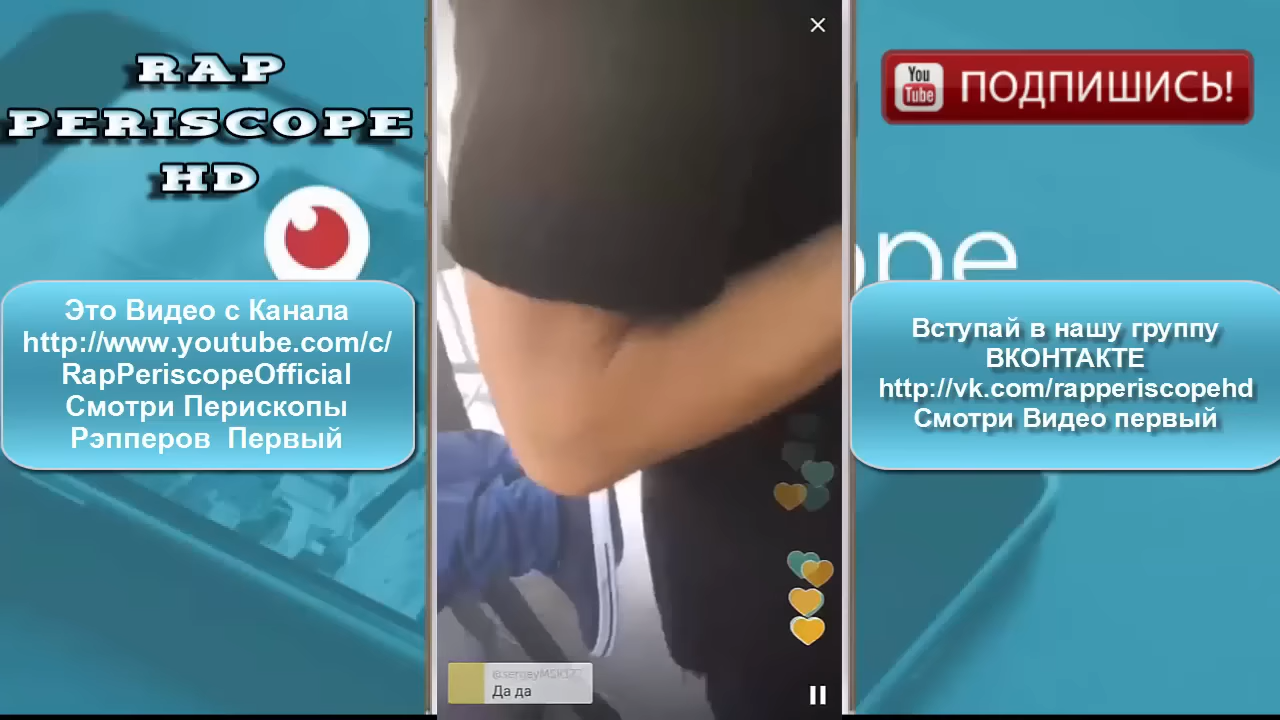 RAP
PERISCOPE
HD
Это Видео с Канала
http://www.youtube.com/c/
RapPeriscopeOfficial
Смотри Перископы
Рэпперов Первый
You
Tube
ПОДПИШИСЬ!
ope
Вступай в нашу группу
ВКОНТАКТЕ
http://vk.com/rapperiscopehd
Смотри Видео первый
Да да